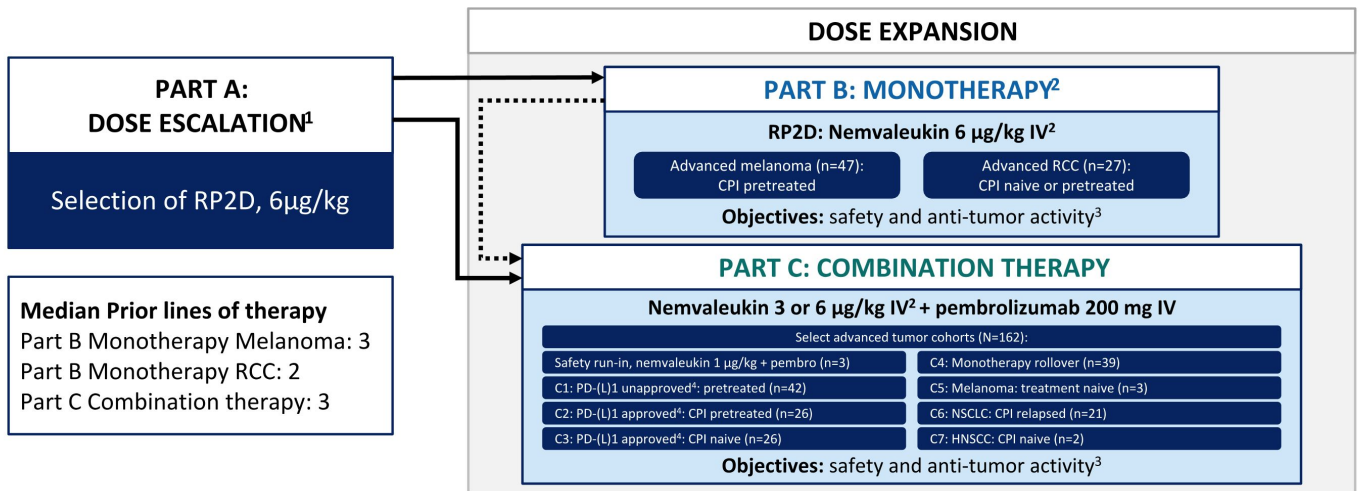 DOSE EXPANSION
PART A:
DOSE ESCALATION¹
Selection of RP2D, 6µg/kg
Median Prior lines of therapy
Part B Monotherapy Melanoma: 3
Part B Monotherapy RCC: 2
Part C Combination therapy: 3
PART B: MONOTHERAPY²
RP2D: Nemvaleukin 6 µg/kg IV²
Advanced melanoma (n=47):
CPI pretreated
Advanced RCC (n=27):
CPI naive or pretreated
Objectives: safety and anti-tumor activity³
PART C: COMBINATION THERAPY
Nemvaleukin 3 or 6 µg/kg IV² + pembrolizumab 200 mg IV
Select advanced tumor cohorts (N=162):
Safety run-in, nemvaleukin 1 µg/kg + pembro (n=3)
C1: PD-(L)1 unapproved⁴: pretreated (n=42)
C2: PD-(L)1 approved⁴: CPI pretreated (n=26)
C3: PD-(L)1 approved⁴: CPI naive (n=26)
C4: Monotherapy rollover (n=39)
C5: Melanoma: treatment naive (n=3)
C6: NSCLC: CPI relapsed (n=21)
C7: HNSCC: CPI naive (n=2)
Objectives: safety and anti-tumor activity³